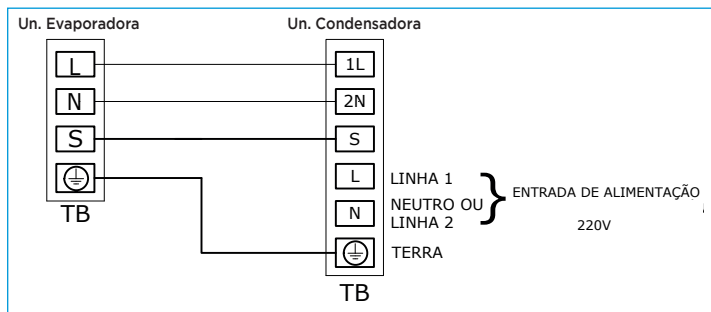 Un. Evaporadora
Un. Condensadora
L
N
S
TB
1L
2N
S
L
N
LINHA 1
NEUTRO OU
LINHA 2
TERRA
ENTRADA DE ALIMENTAÇÃO
220V
TB